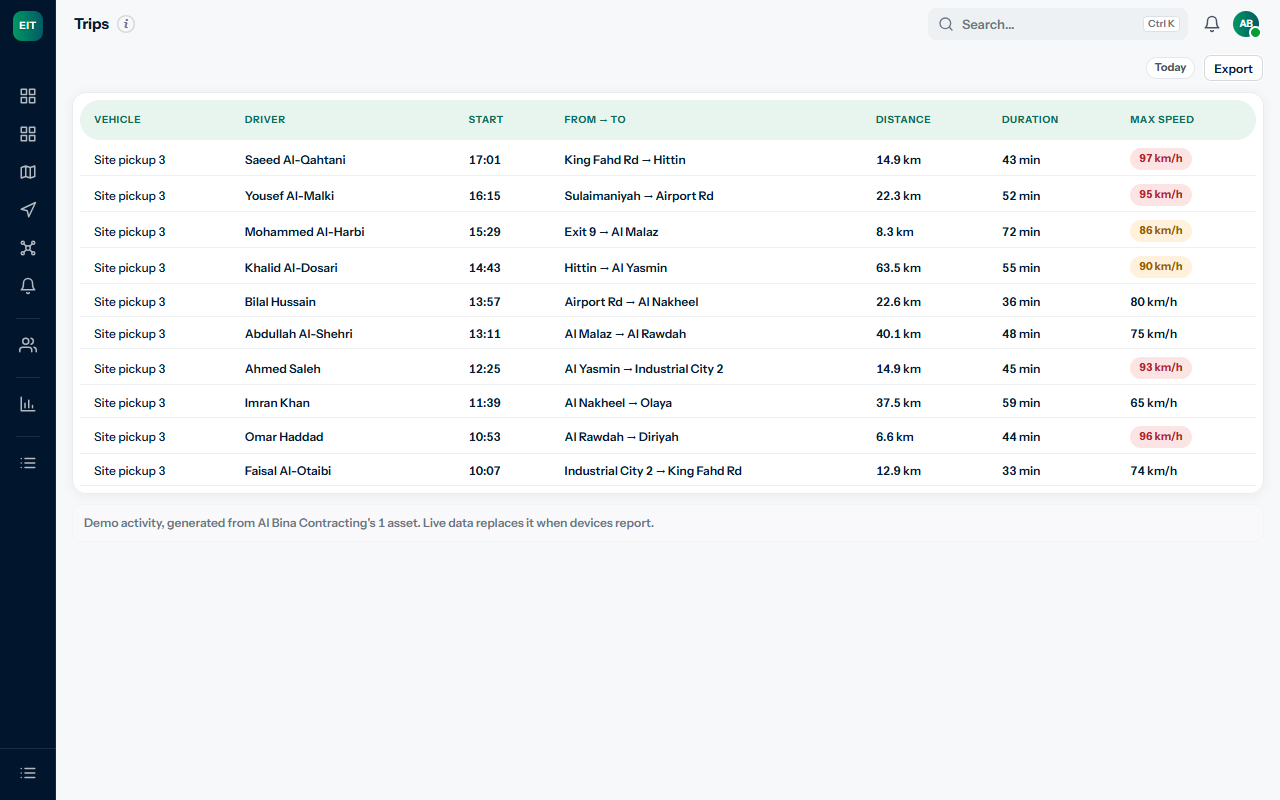 EIT
Trips i Search... Ctrl K AB
Today Export
VEHICLE DRIVER START FROM → TO DISTANCE DURATION MAX SPEED
Site pickup 3 Saeed Al-Qahtani 17:01 King Fahd Rd → Hittin 14.9 km 43 min 97 km/h
Site pickup 3 Yousef Al-Malki 16:15 Sulaimaniyah → Airport Rd 22.3 km 52 min 95 km/h
Site pickup 3 Mohammed Al-Harbi 15:29 Exit 9 → Al Malaz 8.3 km 72 min 86 km/h
Site pickup 3 Khalid Al-Dosari 14:43 Hittin → Al Yasmin 63.5 km 55 min 90 km/h
Site pickup 3 Bilal Hussain 13:57 Airport Rd → Al Nakheel 22.6 km 36 min 80 km/h
Site pickup 3 Abdullah Al-Shehri 13:11 Al Malaz → Al Rawdah 40.1 km 48 min 75 km/h
Site pickup 3 Ahmed Saleh 12:25 Al Yasmin → Industrial City 2 14.9 km 45 min 93 km/h
Site pickup 3 Imran Khan 11:39 Al Nakheel → Olaya 37.5 km 59 min 65 km/h
Site pickup 3 Omar Haddad 10:53 Al Rawdah → Diriyah 6.6 km 44 min 96 km/h
Site pickup 3 Faisal Al-Otaibi 10:07 Industrial City 2 → King Fahd Rd 12.9 km 33 min 74 km/h
Demo activity, generated from Al Bina Contracting's 1 asset. Live data replaces it when devices report.